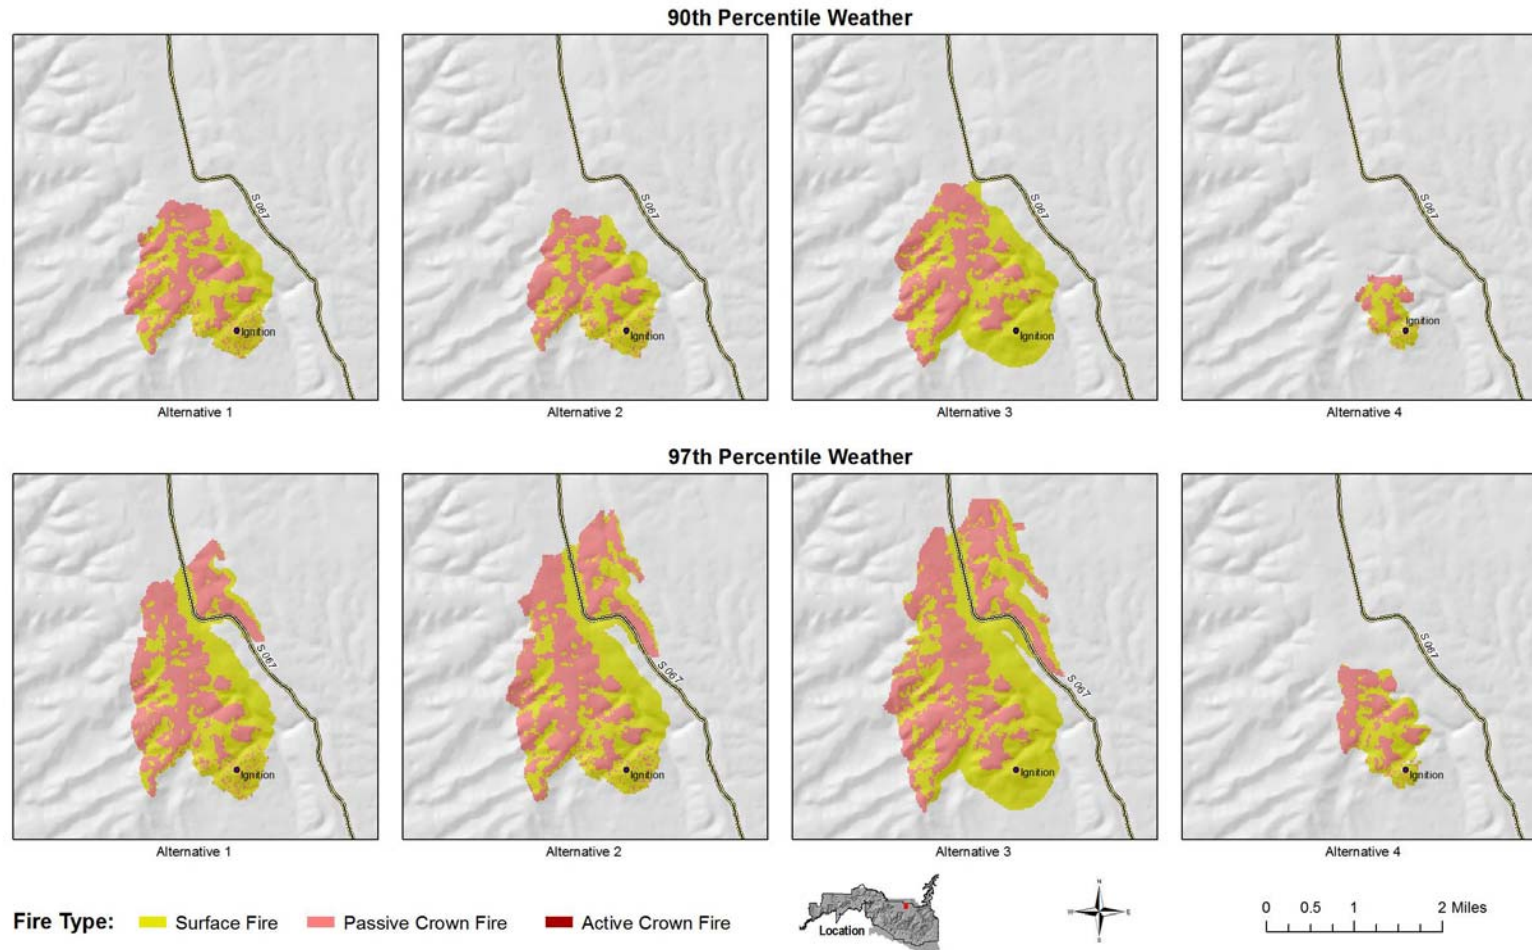 90th Percentile Weather
S 067
Ignition
S 067
Ignition
S 067
Ignition
S 067
Ignition
Alternative 1
Alternative 2
Alternative 3
Alternative 4
97th Percentile Weather
S 067
Ignition
S 067
Ignition
S 067
Ignition
S 067
Ignition
Alternative 1
Alternative 2
Alternative 3
Alternative 4
Fire Type: Surface Fire Passive Crown Fire Active Crown Fire
Location
N
W E
S
0 0.5 1 2 Miles